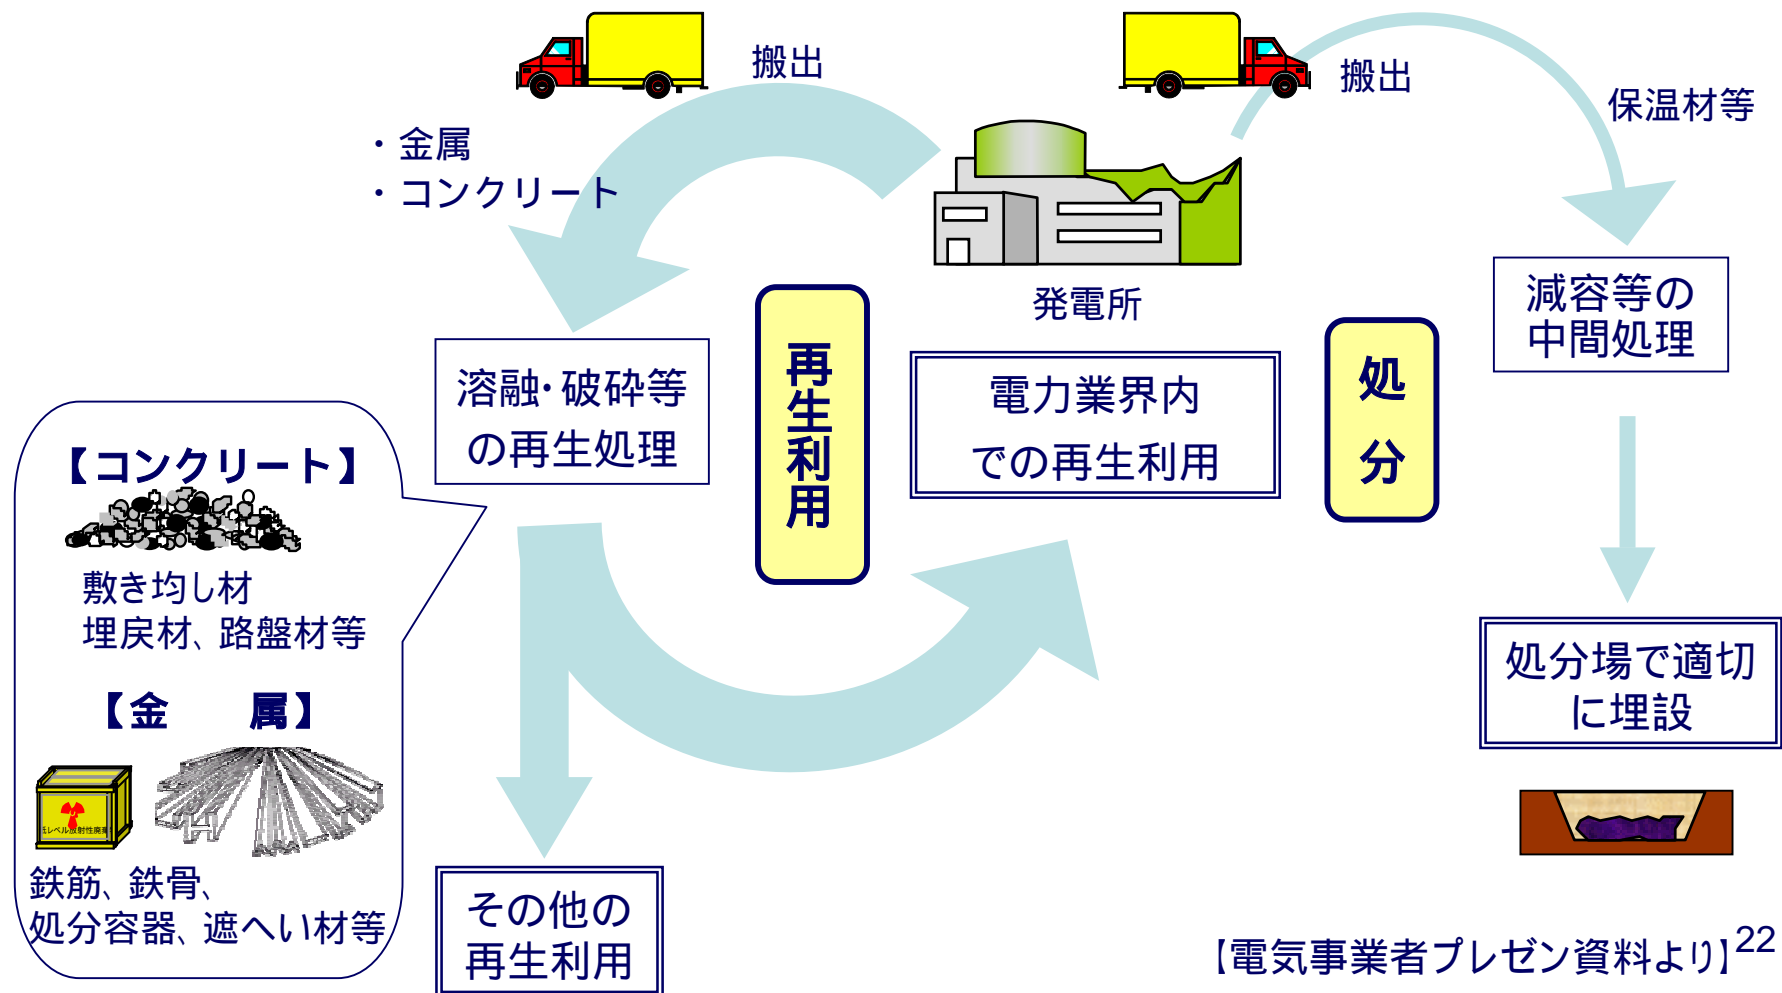 搬出
搬出
保温材等
・金属
・コンクリート
発電所
減容等の
中間処理
再生利用
処分
溶融・破砕等
の再生処理
電力業界内
での再生利用
【コンクリート】
敷き均し材
埋戻材、路盤材等
【金　属】
鉄筋、鉄骨、
処分容器、遮へい材等
処分場で適切
に埋設
その他の
再生利用
【電気事業者プレゼン資料より】
22